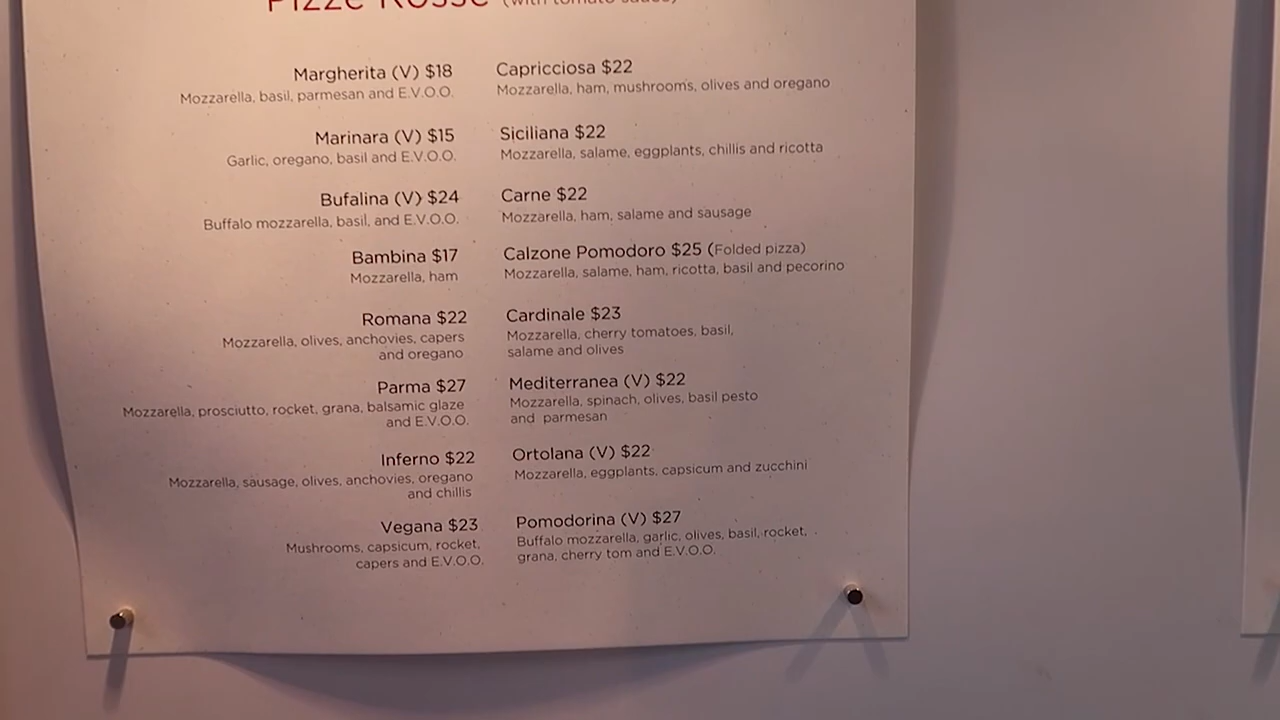 Pizze Rosse (with tomato sauce)
Margherita (V) $18
Mozzarella, basil, parmesan and E.V.O.O.
Marinara (V) $15
Garlic, oregano, basil and E.V.O.O.
Bufalina (V) $24
Buffalo mozzarella, basil, and E.V.O.O.
Bambina $17
Mozzarella, ham
Romana $22
Mozzarella, olives, anchovies, capers
and oregano
Parma $27
Mozzarella, prosciutto, rocket, grana, balsamic glaze
and E.V.O.O.
Inferno $22
Mozzarella, sausage, olives, anchovies, oregano
and chillis
Vegana $23
Mushrooms, capsicum, rocket,
capers and E.V.O.O.
Capricciosa $22
Mozzarella, ham, mushrooms, olives and oregano
Siciliana $22
Mozzarella, salame, eggplants, chillis and ricotta
Carne $22
Mozzarella, ham, salame and sausage
Calzone Pomodoro $25 (Folded pizza)
Mozzarella, salame, ham, ricotta, basil and pecorino
Cardinale $23
Mozzarella, cherry tomatoes, basil,
salame and olives
Mediterranea (V) $22
Mozzarella, spinach, olives, basil pesto
and parmesan
Ortolana (V) $22
Mozzarella, eggplants, capsicum and zucchini
Pomodorina (V) $27
Buffalo mozzarella, garlic, olives, basil, rocket,
grana, cherry tom and E.V.O.O.